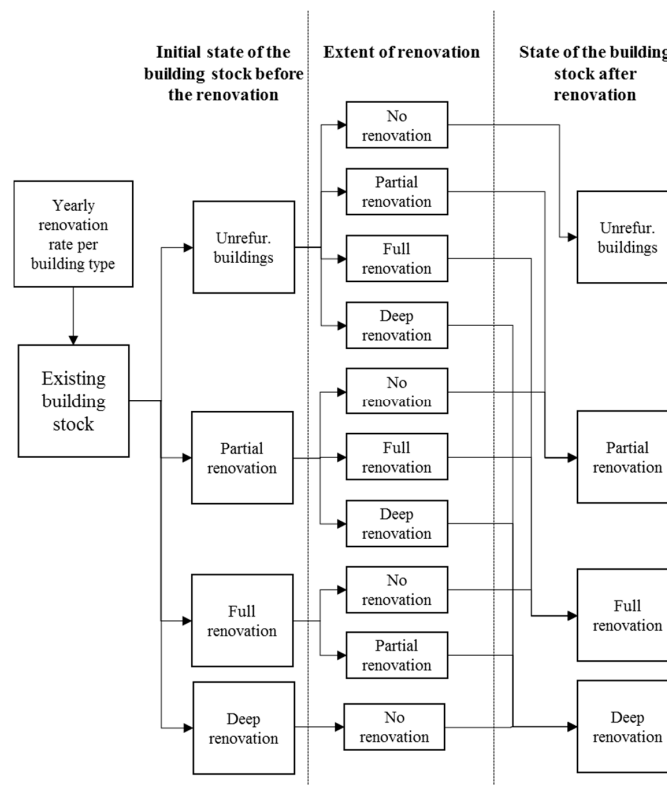 Initial state of the
building stock before
the renovation
Extent of renovation
State of the building
stock after
renovation
Yearly
renovation
rate per
building type
Existing
building
stock
Unrefur.
buildings
Partial
renovation
Full
renovation
Deep
renovation
No
renovation
Partial
renovation
Full
renovation
Deep
renovation
No
renovation
Full
renovation
Deep
renovation
No
renovation
Partial
renovation
No
renovation
Unrefur.
buildings
Partial
renovation
Full
renovation
Deep
renovation